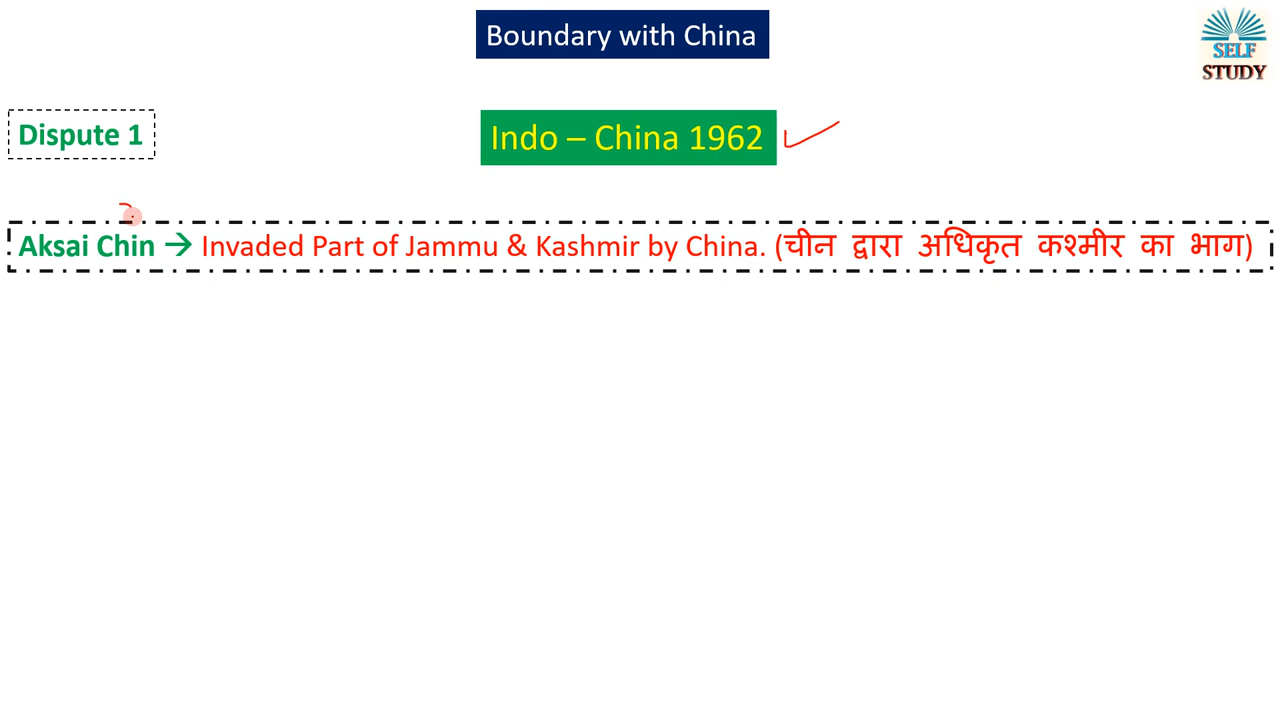 Boundary with China
SELF
STUDY
Dispute 1
Indo – China 1962
Aksai Chin → Invaded Part of Jammu & Kashmir by China. (चीन द्वारा अधिकृत कश्मीर का भाग)